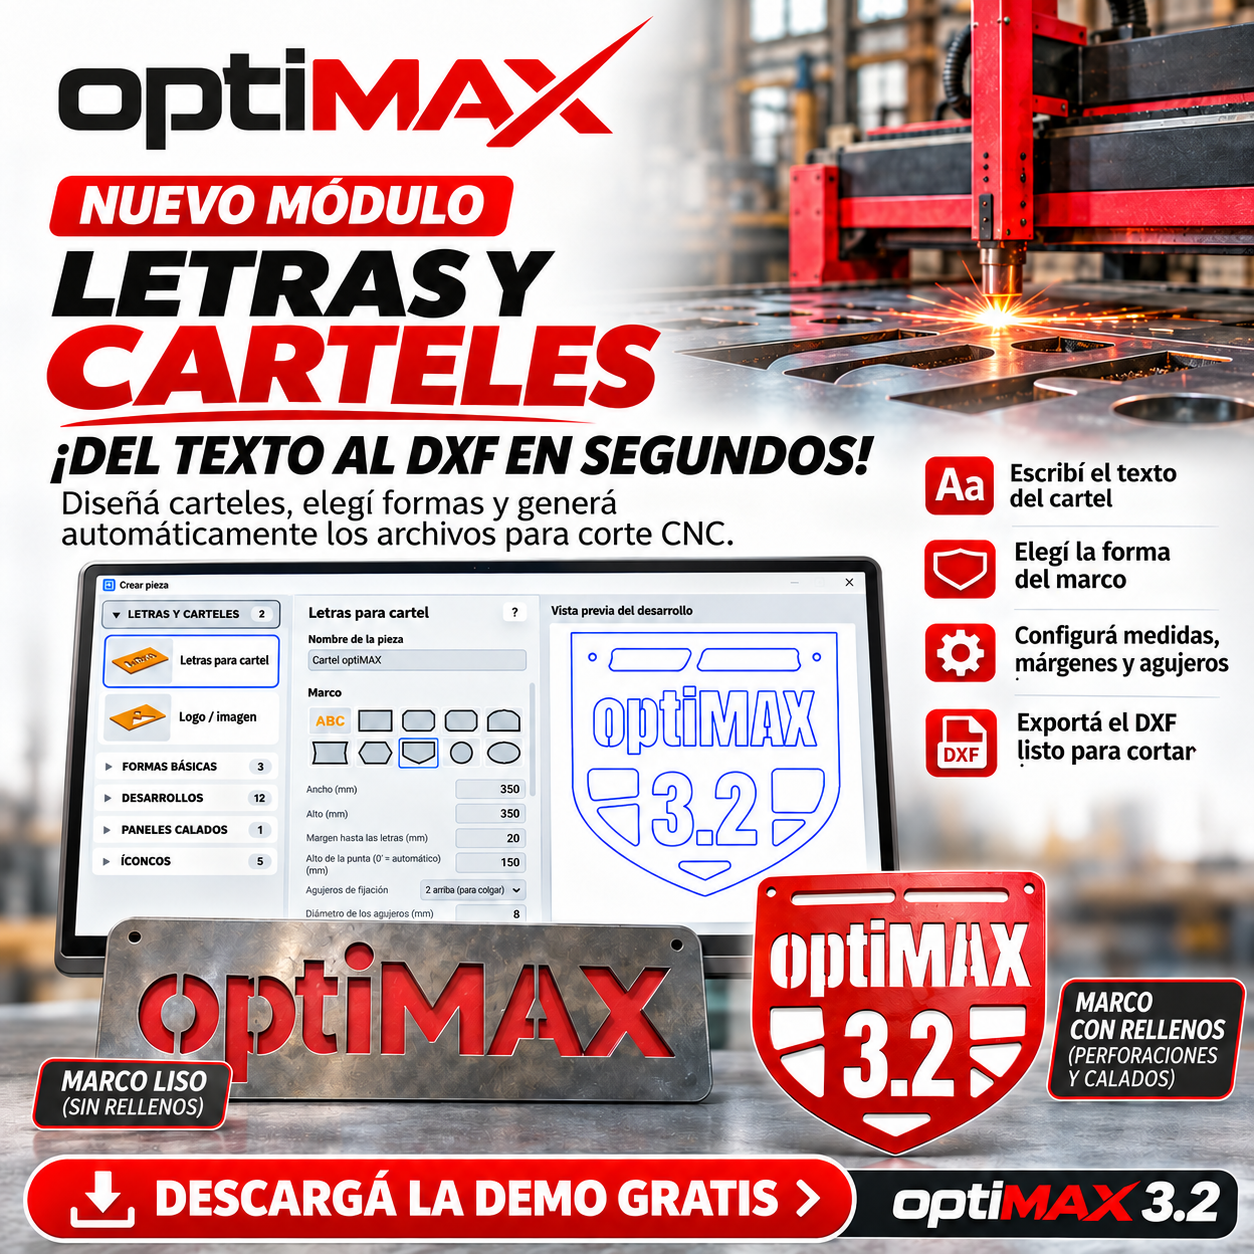 optiMAX
NUEVO MÓDULO
LETRAS Y
CARTELES
¡DEL TEXTO AL DXF EN SEGUNDOS!
Diseñá carteles, elegí formas y generá
automáticamente los archivos para corte CNC.
Aa
Escribí el texto
del cartel
Elegí la forma
del marco
Configurá medidas,
márgenes y agujeros
DXF
Exportá el DXF
listo para cortar
Crear pieza
LETRAS Y CARTELES 2
Letras para cartel
Logo / imagen
FORMAS BÁSICAS 3
DESARROLLOS 12
PANELES CALADOS 1
ÍCONCOS 5
Letras para cartel ?
Nombre de la pieza
Cartel optiMAX
Marco
ABC
Ancho (mm) 350
Alto (mm) 350
Margen hasta las letras (mm) 20
Alto de la punta (0' = automático)
(mm) 150
Agujeros de fijación 2 arriba (para colgar)
Diámetro de los agujeros (mm) 8
Vista previa del desarrollo
optiMAX
3.2
optiMAX
optiMAX
3.2
MARCO LISO
(SIN RELLENOS)
MARCO
CON RELLENOS
(PERFORACIONES
Y CALADOS)
DESCARGÁ LA DEMO GRATIS
optiMAX 3.2